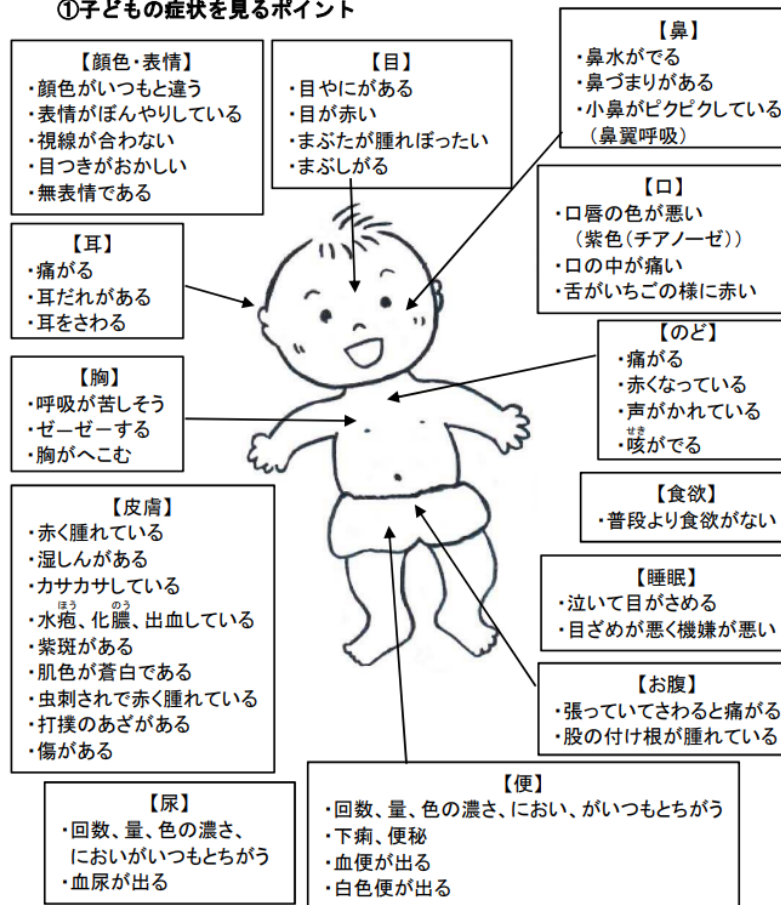 ①子どもの症状を見るポイント
【顔色・表情】
・顔色がいつもと違う
・表情がぼんやりしている
・視線が合わない
・目つきがおかしい
・無表情である
【目】
・目やにがある
・目が赤い
・まぶたが腫れぼったい
・まぶしがる
【鼻】
・鼻水がでる
・鼻づまりがある
・小鼻がピクピクしている
（鼻翼呼吸）
【耳】
・痛がる
・耳だれがある
・耳をさわる
【口】
・口唇の色が悪い
（紫色（チアノーゼ））
・口の中が痛い
・舌がいちごの様に赤い
【胸】
・呼吸が苦しそう
・ゼーゼーする
・胸がへこむ
【のど】
・痛がる
・赤くなっている
・声がかれている
せき
・咳がでる
【食欲】
・普段より食欲がない
【皮膚】
・赤く腫れている
・湿しんがある
・カサカサしている
ほう のう
・水疱、化膿、出血している
・紫斑がある
・肌色が蒼白である
・虫刺されで赤く腫れている
・打撲のあざがある
・傷がある
【睡眠】
・泣いて目がさめる
・目ざめが悪く機嫌が悪い
【お腹】
・張っていてさわると痛がる
・股の付け根が腫れている
【尿】
・回数、量、色の濃さ、
においがいつもとちがう
・血尿が出る
【便】
・回数、量、色の濃さ、におい、がいつもとちがう
・下痢、便秘
・血便が出る
・白色便が出る